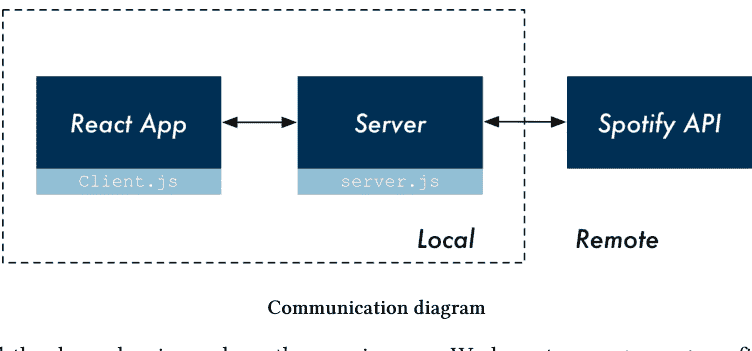 React App
Server
Spotify API
Client.js
server.js
Local
Remote
Communication diagram